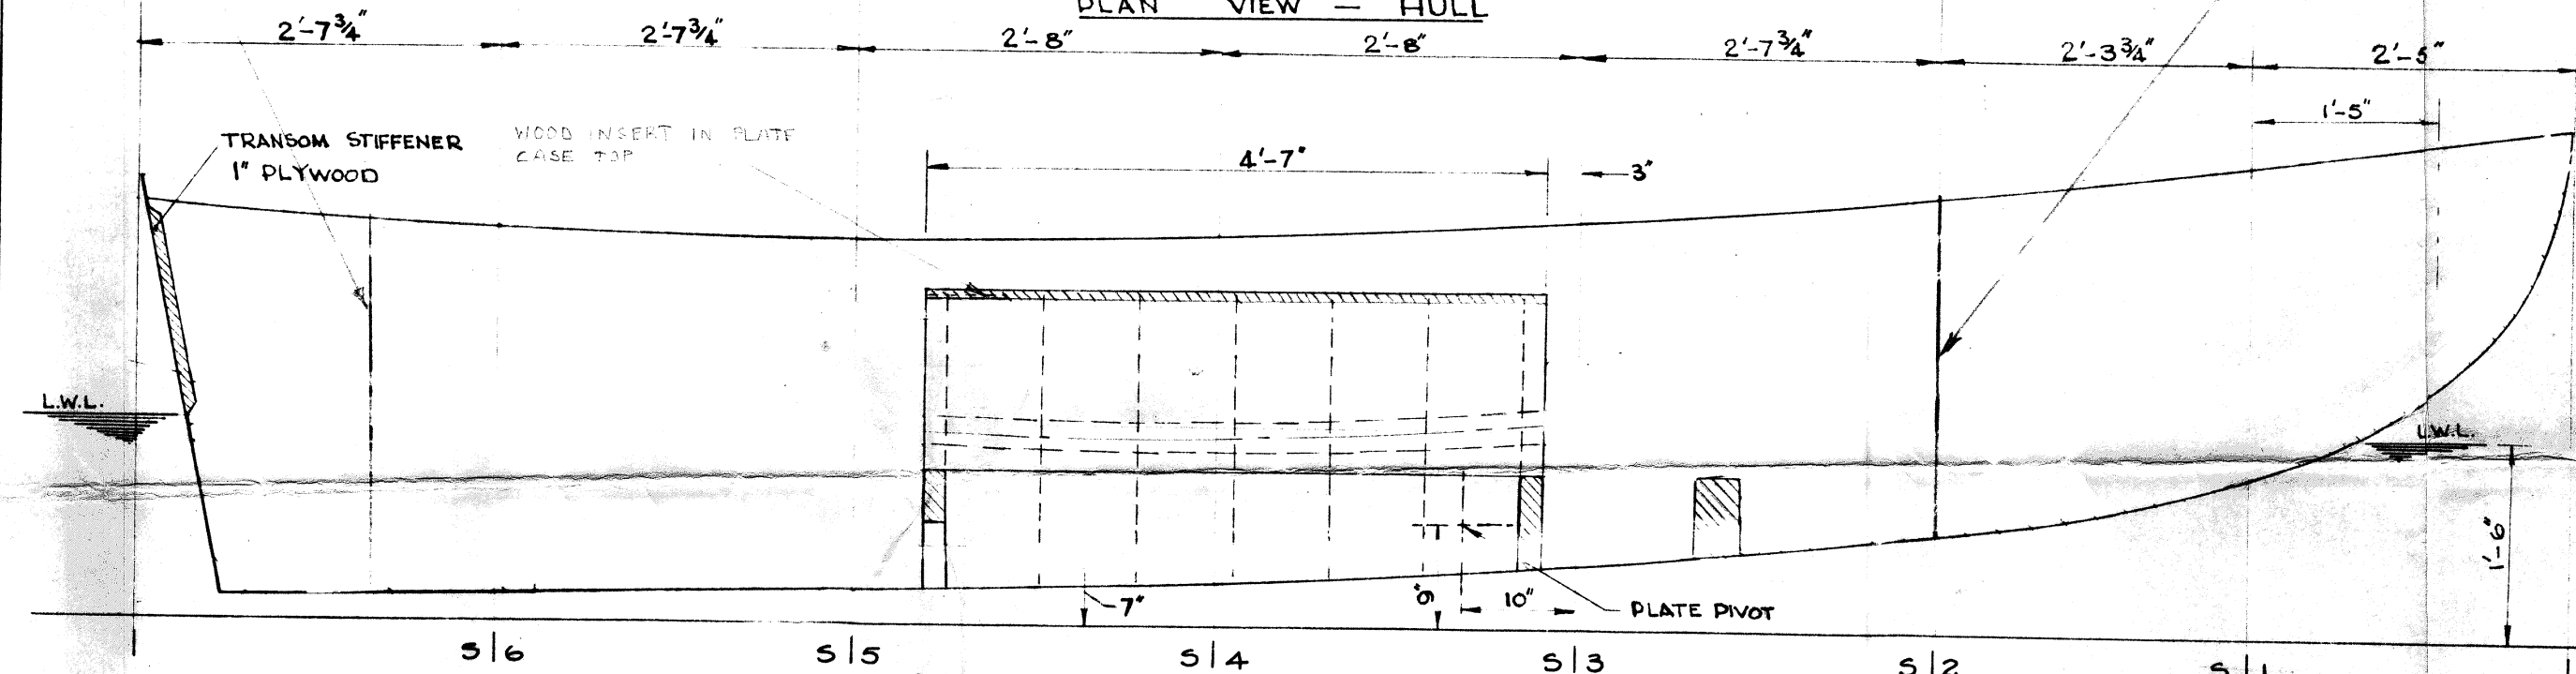 PLAN VIEW — HULL
2'-7¾" 2'-7¾" 2'-8" 2'-8" 2'-7¾" 2'-3¾" 2'-5"
1'-5"
TRANSOM STIFFENER
1" PLYWOOD
WOOD INSERT IN PLATE
CASE TOP
4'-7"
3"
L.W.L.
L.W.L.
1'-6"
7"
9"
10"
PLATE PIVOT
S|6 S|5 S|4 S|3 S|2 S|1